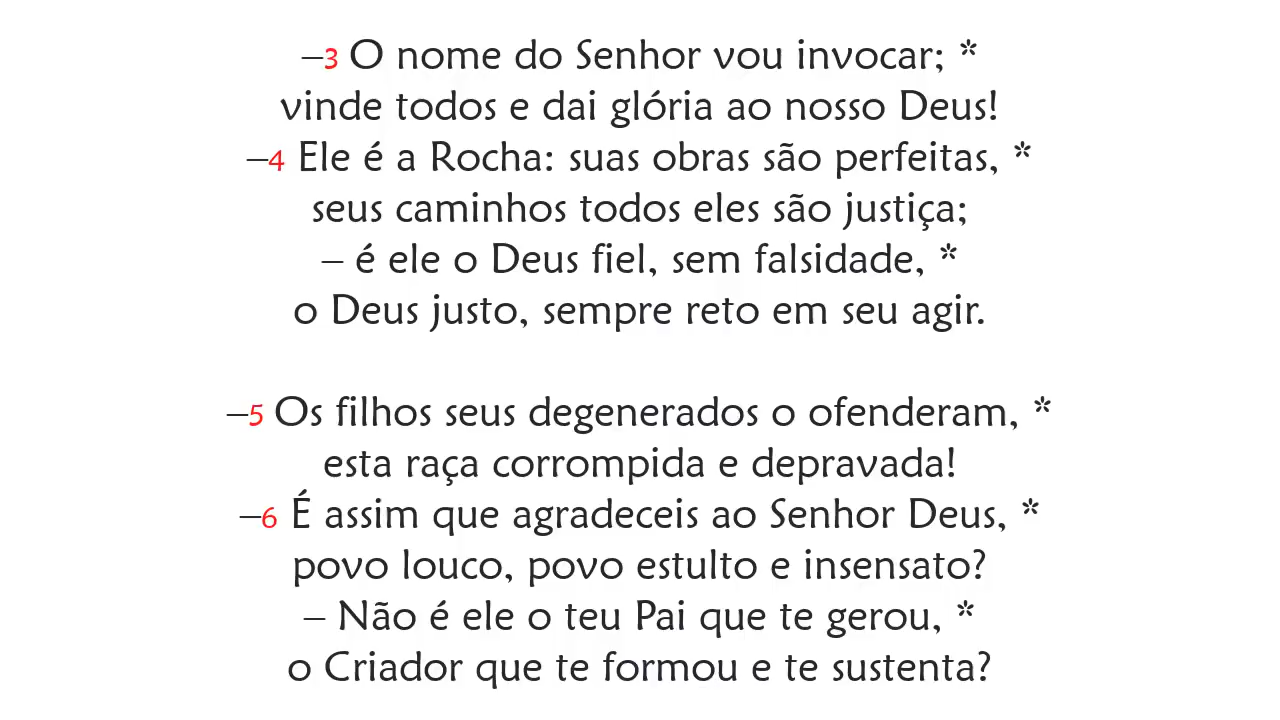 –3 O nome do Senhor vou invocar; *
vinde todos e dai glória ao nosso Deus!
–4 Ele é a Rocha: suas obras são perfeitas, *
seus caminhos todos eles são justiça;
– é ele o Deus fiel, sem falsidade, *
o Deus justo, sempre reto em seu agir.
–5 Os filhos seus degenerados o ofenderam, *
esta raça corrompida e depravada!
–6 É assim que agradeceis ao Senhor Deus, *
povo louco, povo estulto e insensato?
– Não é ele o teu Pai que te gerou, *
o Criador que te formou e te sustenta?